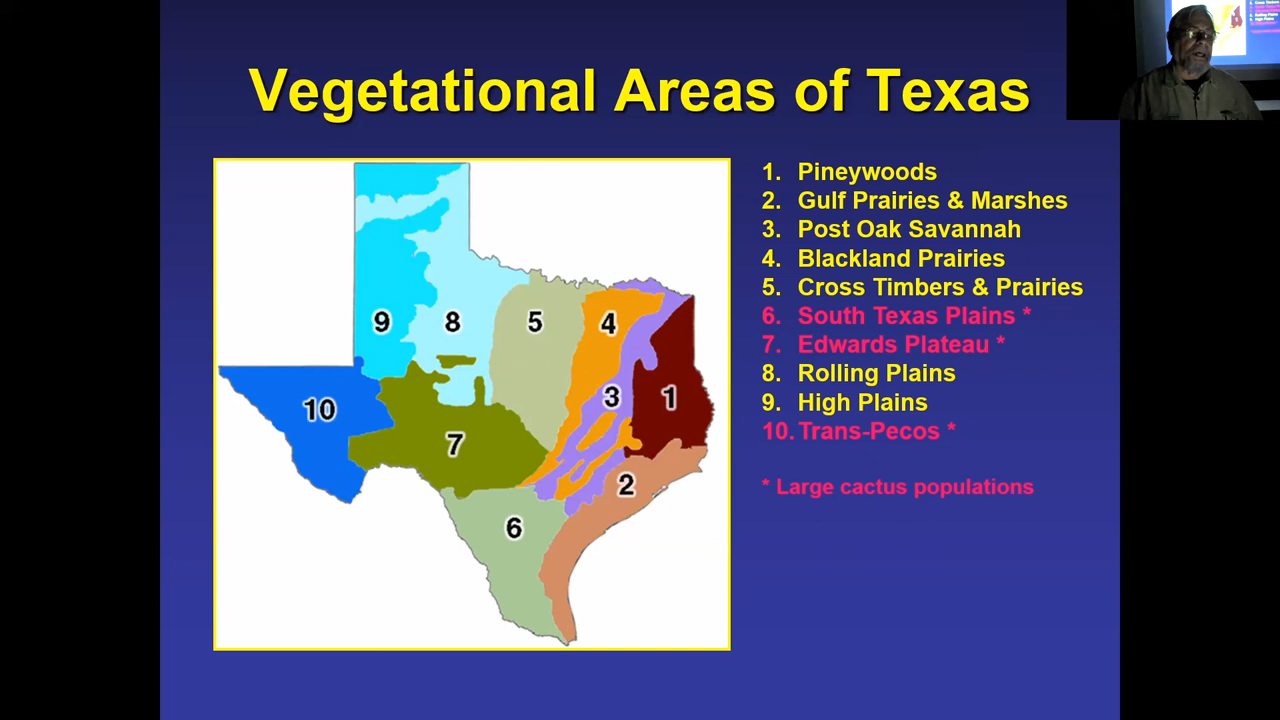 Vegetational Areas of Texas
1. Pineywoods
2. Gulf Prairies & Marshes
3. Post Oak Savannah
4. Blackland Prairies
5. Cross Timbers & Prairies
6. South Texas Plains *
7. Edwards Plateau *
8. Rolling Plains
9. High Plains
10. Trans-Pecos *
* Large cactus populations
9
8
5
4
10
7
3
1
2
6